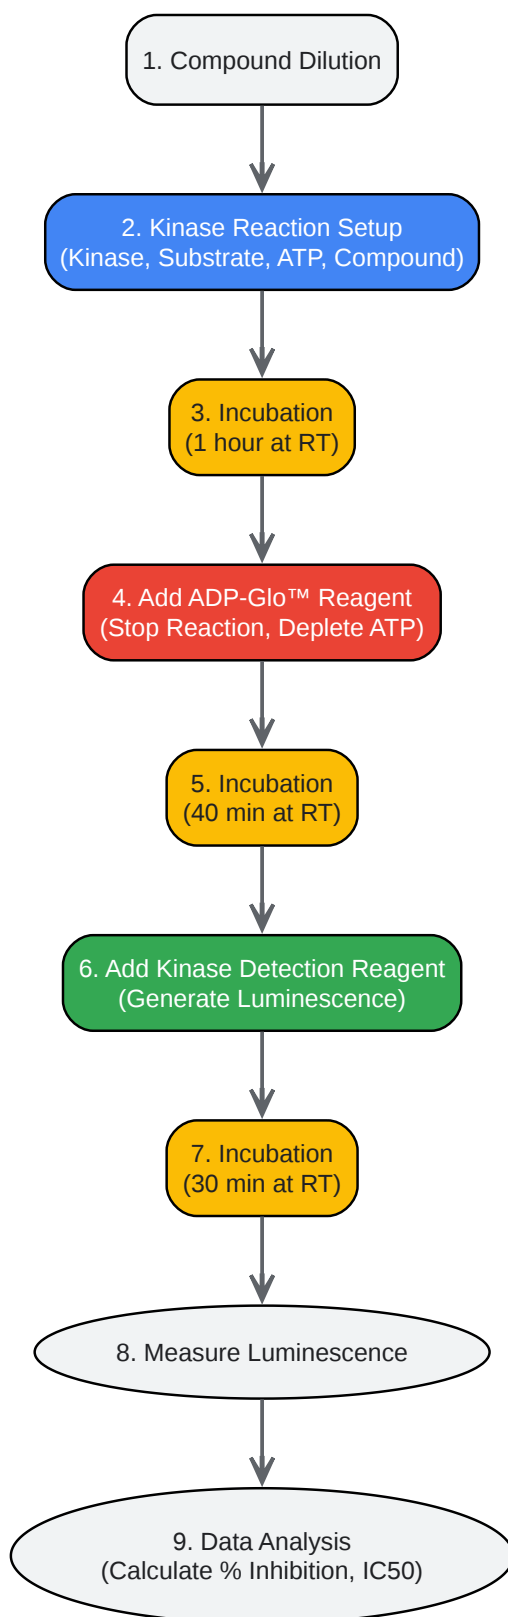 1. Compound Dilution
2. Kinase Reaction Setup
(Kinase, Substrate, ATP, Compound)
3. Incubation
(1 hour at RT)
4. Add ADP-Glo™ Reagent
(Stop Reaction, Deplete ATP)
5. Incubation
(40 min at RT)
6. Add Kinase Detection Reagent
(Generate Luminescence)
7. Incubation
(30 min at RT)
8. Measure Luminescence
9. Data Analysis
(Calculate % Inhibition, IC50)